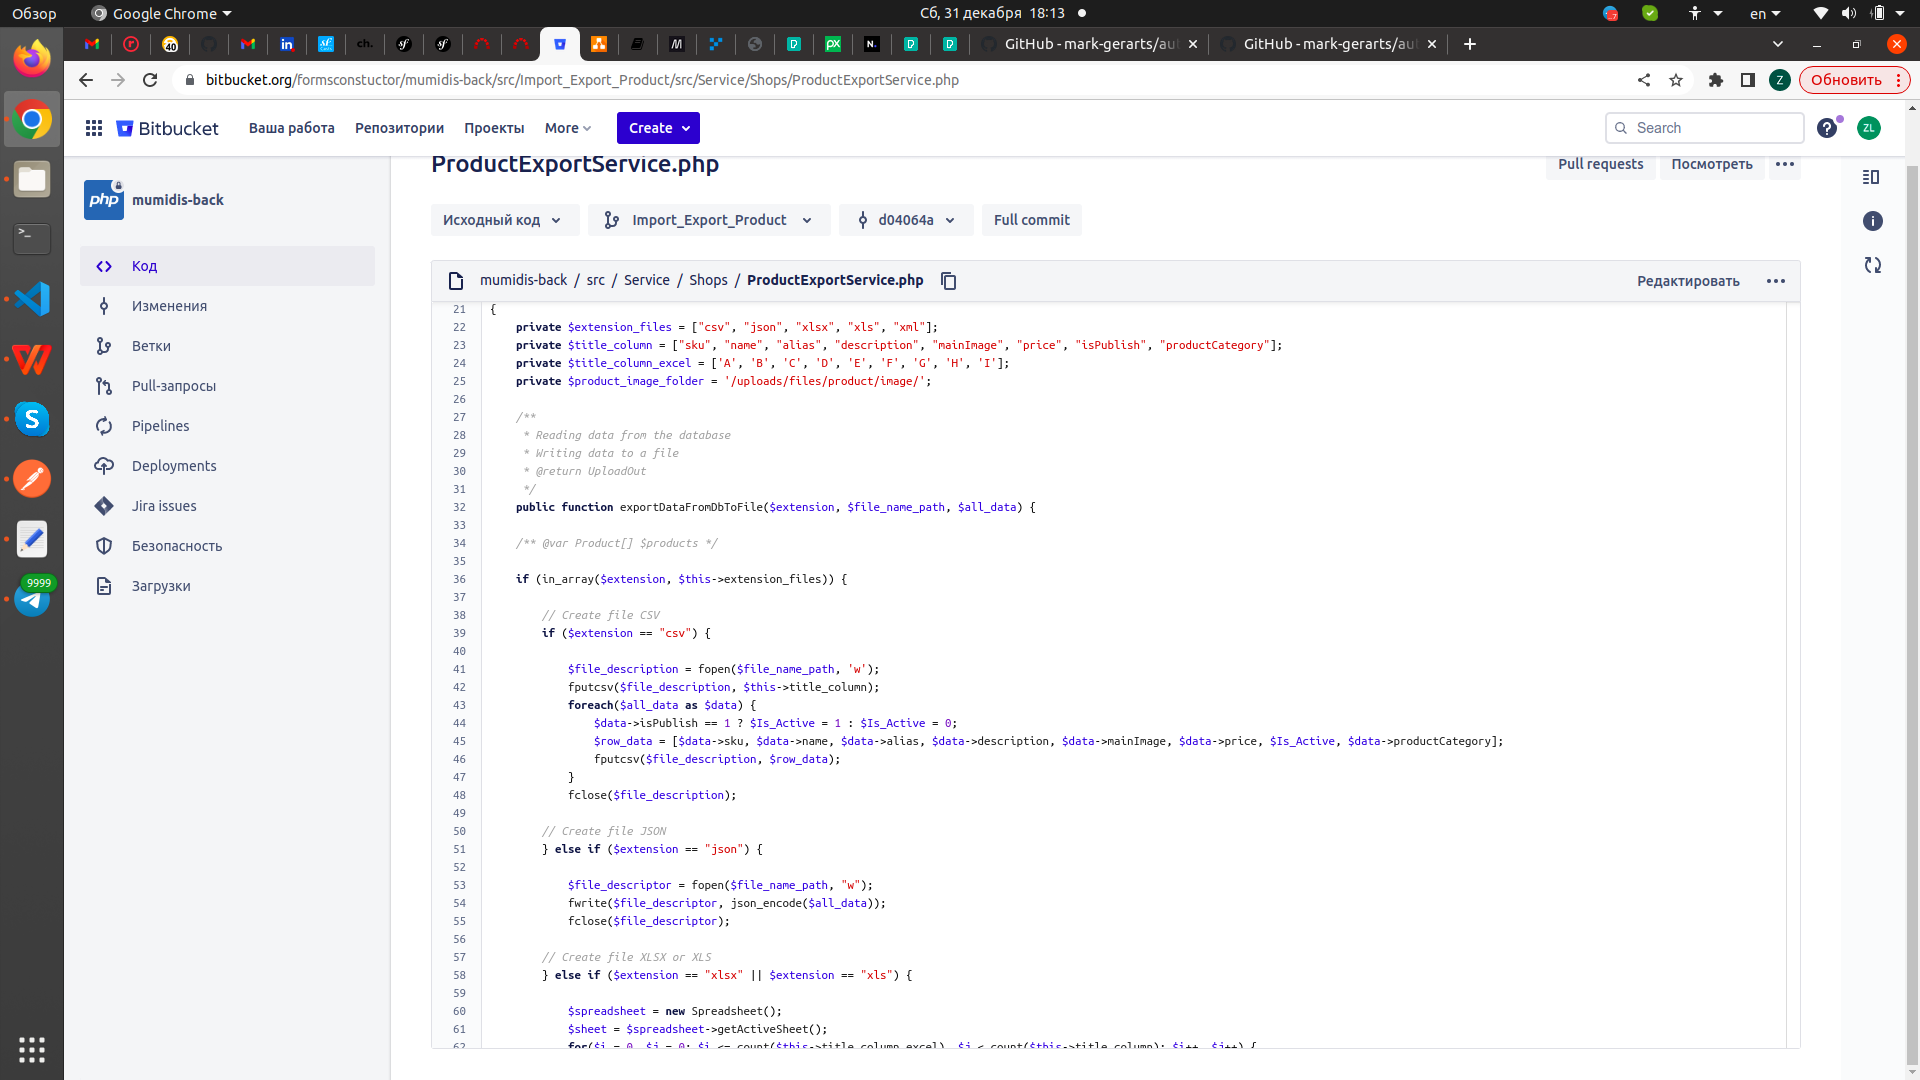 Обзор
Google Chrome
Сб, 31 декабря 18:13
en
GitHub - mark-gerarts/au
GitHub - mark-gerarts/au
bitbucket.org/formsconstuctor/mumidis-back/src/Import_Export_Product/src/Service/Shops/ProductExportService.php
Z
Обновить
Bitbucket
Ваша работа
Репозитории
Проекты
More
Create
Search
ZL
ProductExportService.php
Pull requests
Посмотреть
php
mumidis-back
Исходный код
Import_Export_Product
d04064a
Full commit
Код
Изменения
Ветки
Pull-запросы
Pipelines
Deployments
Jira issues
Безопасность
Загрузки
9999
mumidis-back / src / Service / Shops / ProductExportService.php
Редактировать
21 {
22 private $extension_files = ["csv", "json", "xlsx", "xls", "xml"];
23 private $title_column = ["sku", "name", "alias", "description", "mainImage", "price", "isPublish", "productCategory"];
24 private $title_column_excel = ['A', 'B', 'C', 'D', 'E', 'F', 'G', 'H', 'I'];
25 private $product_image_folder = '/uploads/files/product/image/';
26
27 /**
28 * Reading data from the database
29 * Writing data to a file
30 * @return UploadOut
31 */
32 public function exportDataFromDbToFile($extension, $file_name_path, $all_data) {
33
34 /** @var Product[] $products */
35
36 if (in_array($extension, $this->extension_files)) {
37
38 // Create file CSV
39 if ($extension == "csv") {
40
41 $file_description = fopen($file_name_path, 'w');
42 fputcsv($file_description, $this->title_column);
43 foreach($all_data as $data) {
44 $data->isPublish == 1 ? $Is_Active = 1 : $Is_Active = 0;
45 $row_data = [$data->sku, $data->name, $data->alias, $data->description, $data->mainImage, $data->price, $Is_Active, $data->productCategory];
46 fputcsv($file_description, $row_data);
47 }
48 fclose($file_description);
49
50 // Create file JSON
51 } else if ($extension == "json") {
52
53 $file_descriptor = fopen($file_name_path, "w");
54 fwrite($file_descriptor, json_encode($all_data));
55 fclose($file_descriptor);
56
57 // Create file XLSX or XLS
58 } else if ($extension == "xlsx" || $extension == "xls") {
59
60 $spreadsheet = new Spreadsheet();
61 $sheet = $spreadsheet->getActiveSheet();
62 for($i = 0, $j = 0; $i <= count($this->title_column_excel), $j < count($this->title_column); $i++, $j++) {